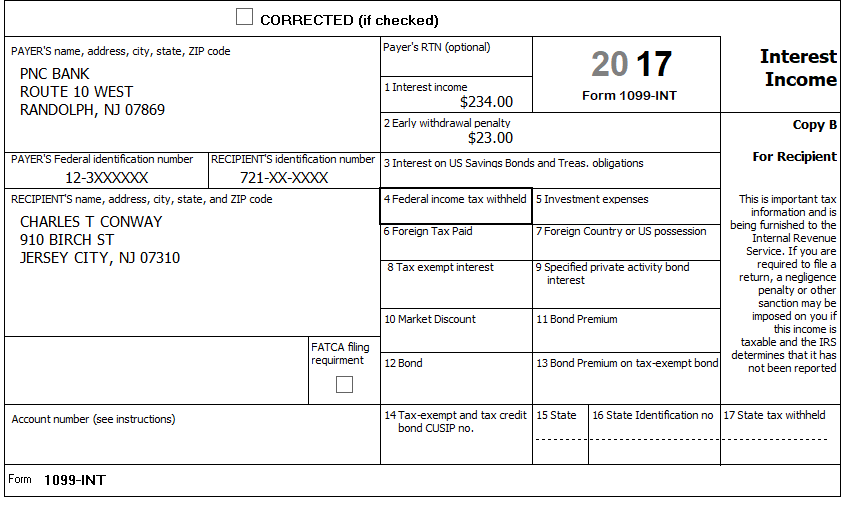 CORRECTED (if checked)
PAYER'S name, address, city, state, ZIP code
PNC BANK
ROUTE 10 WEST
RANDOLPH, NJ 07869
Payer's RTN (optional)
1 Interest income
$234.00
2017
Form 1099-INT
Interest
Income
2 Early withdrawal penalty
$23.00
Copy B
For Recipient
PAYER'S Federal identification number
12-3XXXXXX
RECIPIENT'S identification number
721-XX-XXXX
3 Interest on US Savings Bonds and Treas. obligations
RECIPIENT'S name, address, city, state, and ZIP code
CHARLES T CONWAY
910 BIRCH ST
JERSEY CITY, NJ 07310
4 Federal income tax withheld
5 Investment expenses
6 Foreign Tax Paid
7 Foreign Country or US possession
8 Tax exempt interest
9 Specified private activity bond
interest
10 Market Discount
11 Bond Premium
This is important tax
information and is
being furnished to the
Internal Revenue
Service. If you are
required to file a
return, a negligence
penalty or other
sanction may be
imposed on you if
this income is
taxable and the IRS
determines that it has
not been reported
FATCA filing
requirment
12 Bond
13 Bond Premium on tax-exempt bond
Account number (see instructions)
14 Tax-exempt and tax credit
bond CUSIP no.
15 State
16 State Identification no
17 State tax withheld
Form 1099-INT